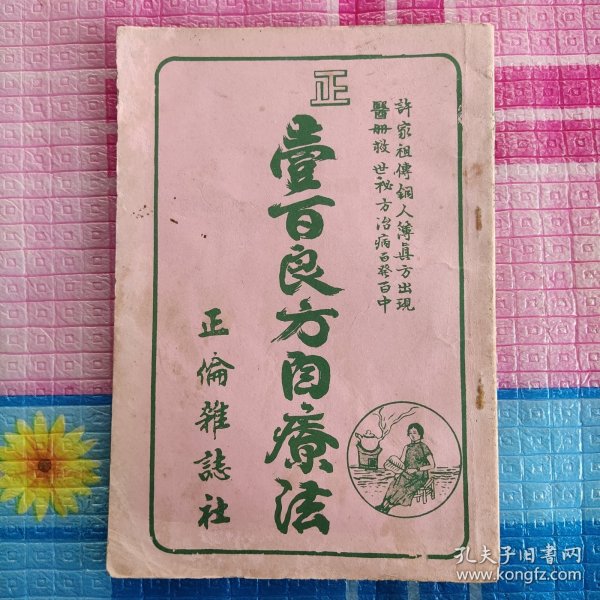 正
許家祖傳銅人簿真方出現
醫册救世祕方治病百發百中
壹百良方自療法
正倫雜誌社
孔夫子旧书网
www.kongfz.com